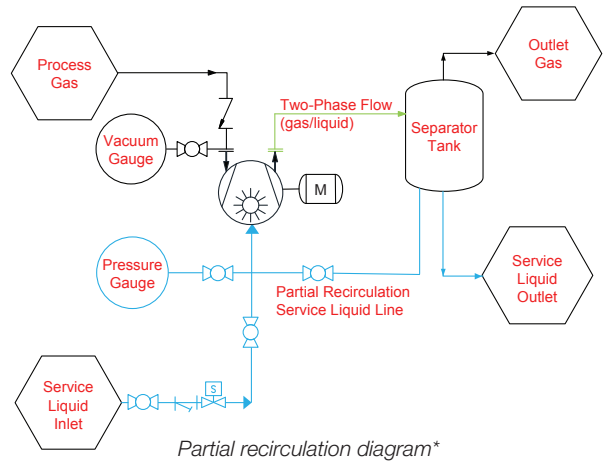 Process
Gas
Outlet
Gas
Two-Phase Flow
(gas/liquid)
Separator
Tank
Vacuum
Gauge
M
Pressure
Gauge
Partial Recirculation
Service Liquid Line
Service
Liquid
Outlet
S
Service
Liquid
Inlet
Partial recirculation diagram*